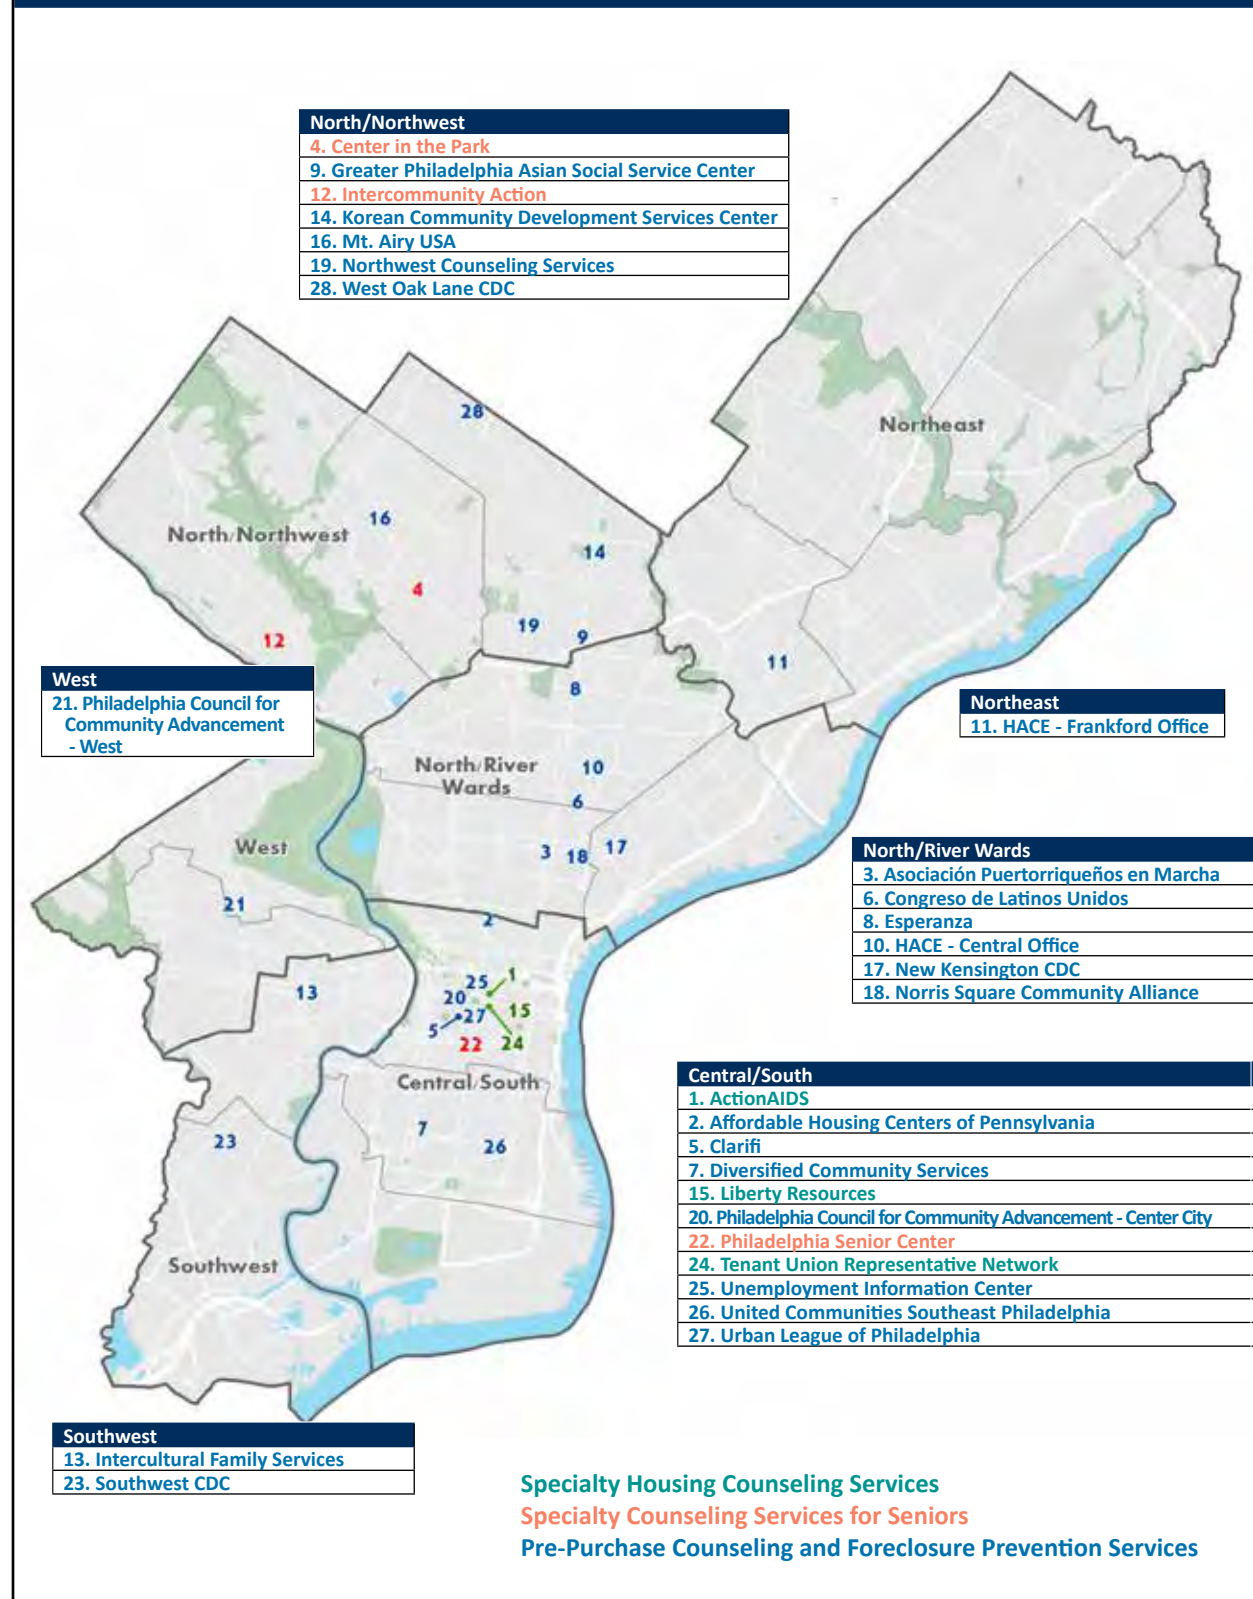 North/Northwest
4. Center in the Park
9. Greater Philadelphia Asian Social Service Center
12. Intercommunity Action
14. Korean Community Development Services Center
16. Mt. Airy USA
19. Northwest Counseling Services
28. West Oak Lane CDC
28
Northeast
16
North/Northwest
14
4
19
9
12
11
8
West
21. Philadelphia Council for
Community Advancement
- West
Northeast
11. HACE - Frankford Office
North/River
Wards
10
6
West
3
18
17
North/River Wards
3. Asociación Puertorriqueños en Marcha
6. Congreso de Latinos Unidos
8. Esperanza
10. HACE - Central Office
17. New Kensington CDC
18. Norris Square Community Alliance
21
2
13
25
1
20
27
15
5
22
24
Central/South
Central/South
1. ActionAIDS
2. Affordable Housing Centers of Pennsylvania
5. Clarifi
7. Diversified Community Services
15. Liberty Resources
20. Philadelphia Council for Community Advancement - Center City
22. Philadelphia Senior Center
24. Tenant Union Representative Network
25. Unemployment Information Center
26. United Communities Southeast Philadelphia
27. Urban League of Philadelphia
7
26
23
Southwest
Southwest
13. Intercultural Family Services
23. Southwest CDC
Specialty Housing Counseling Services
Specialty Counseling Services for Seniors
Pre-Purchase Counseling and Foreclosure Prevention Services